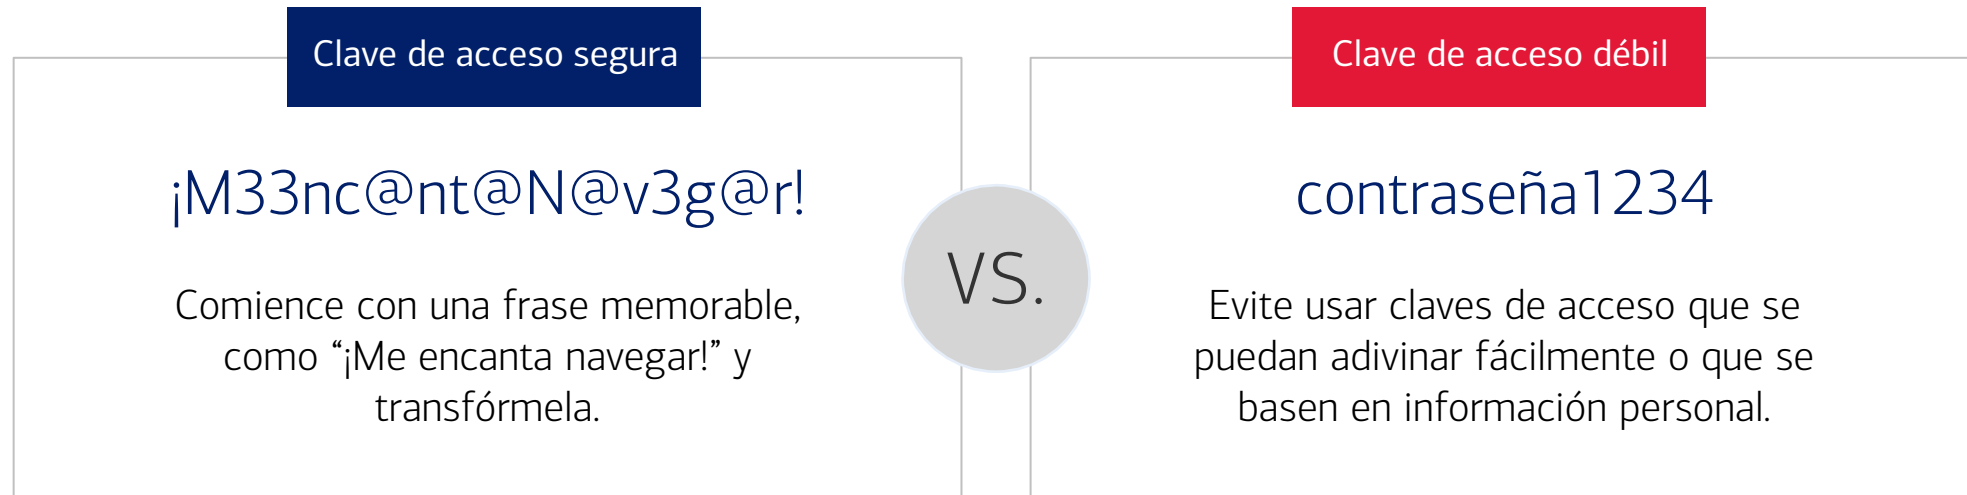 Clave de acceso segura
¡M33nc@nt@N@v3g@r!
Comience con una frase memorable,
como “¡Me encanta navegar!” y
transfórmela.
VS.
Clave de acceso débil
contraseña1234
Evite usar claves de acceso que se
puedan adivinar fácilmente o que se
basen en información personal.